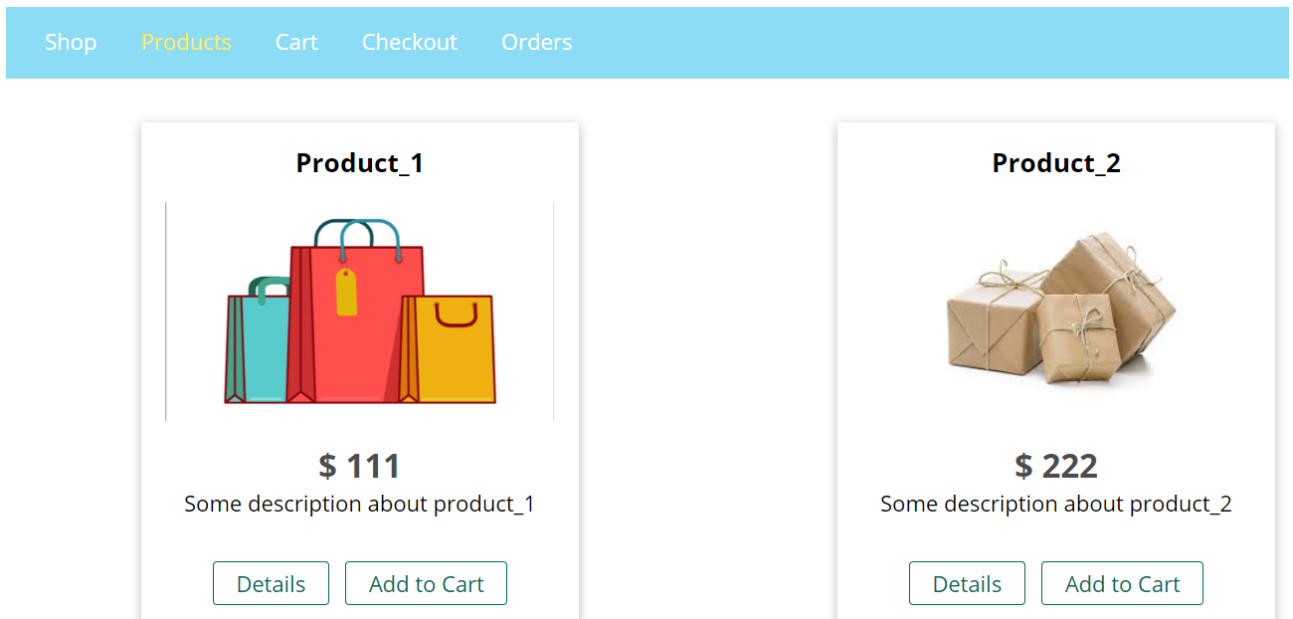 Shop Products Cart Checkout Orders
Product_1
$ 111
Some description about product_1
Details Add to Cart
Product_2
$ 222
Some description about product_2
Details Add to Cart